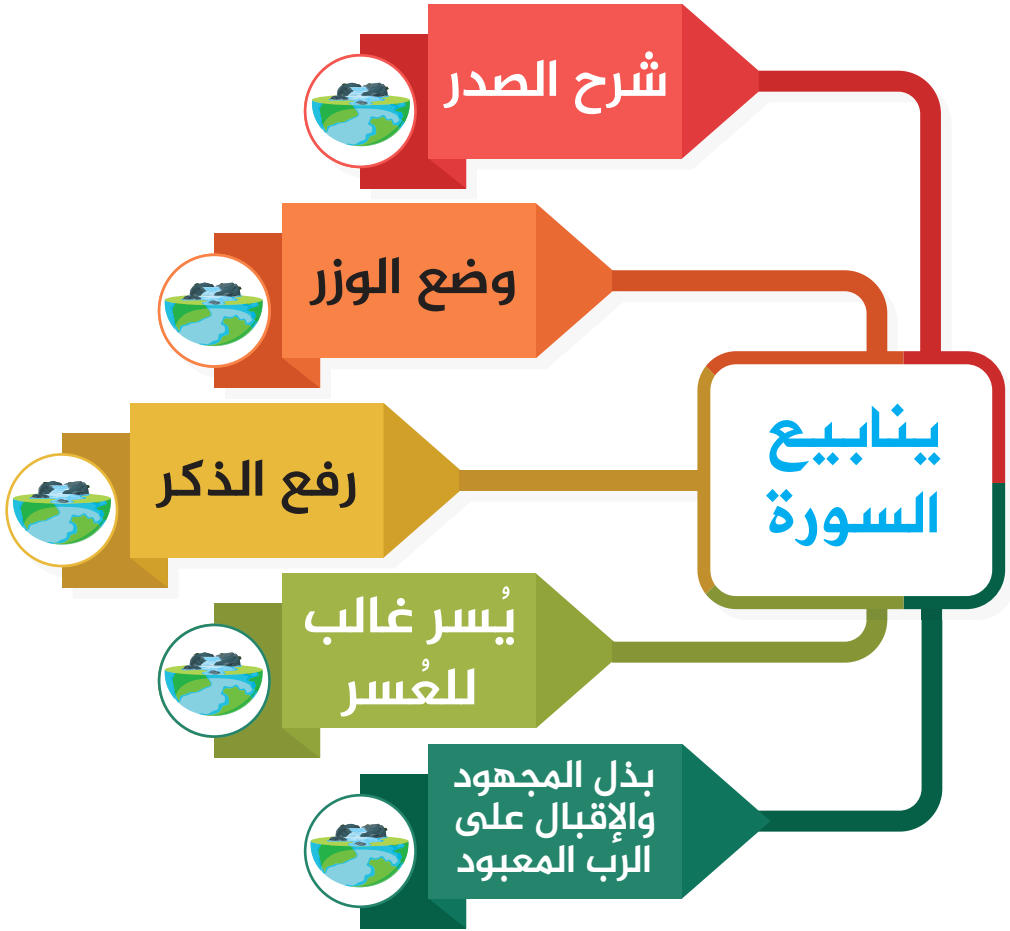 ينابيع
السورة
شرح الصدر
وضع الوزر
رفع الذكر
يُسر غالب
للعُسر
بذل المجهود
والإقبال على
الرب المعبود